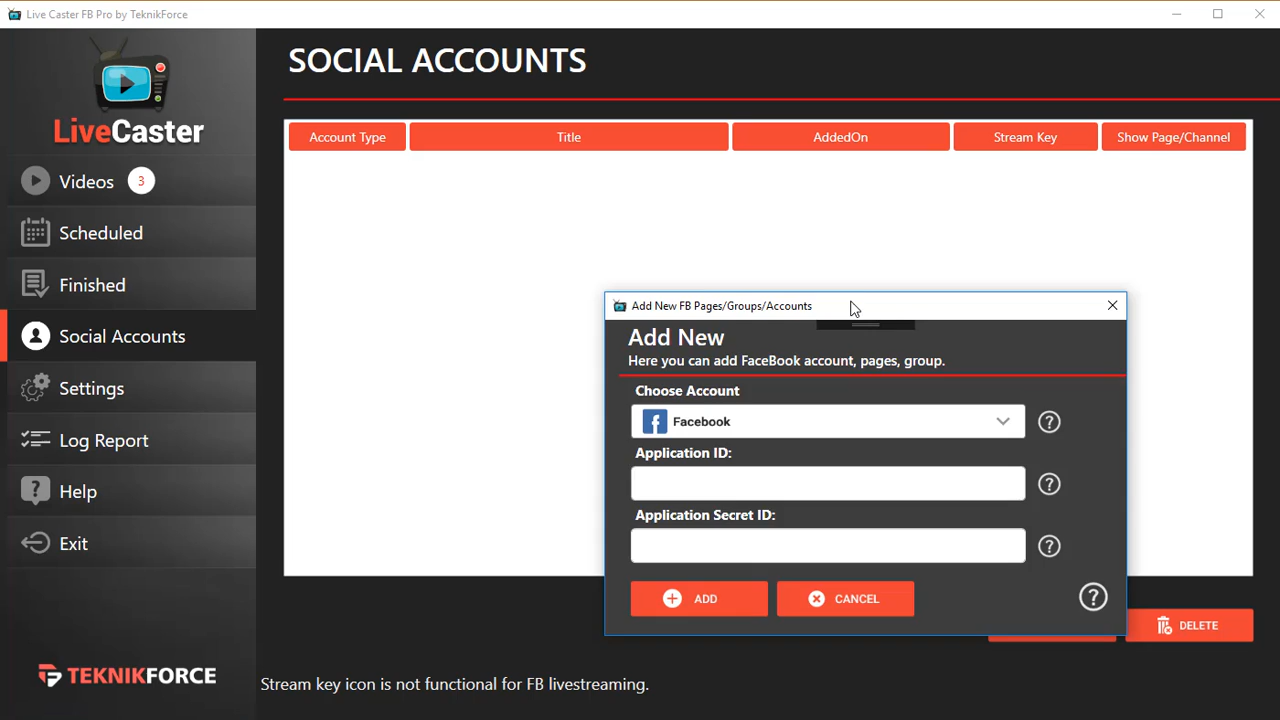 Live Caster FB Pro by TeknikForce
LiveCaster
SOCIAL ACCOUNTS
Account Type Title AddedOn Stream Key Show Page/Channel
Videos 3
Scheduled
Finished
Social Accounts
Settings
Log Report
Help
Exit
TEKNIKFORCE
Add New FB Pages/Groups/Accounts
Add New
Here you can add FaceBook account, pages, group.
Choose Account
f Facebook ?
Application ID:
?
Application Secret ID:
?
ADD CANCEL ?
DELETE
Stream key icon is not functional for FB livestreaming.